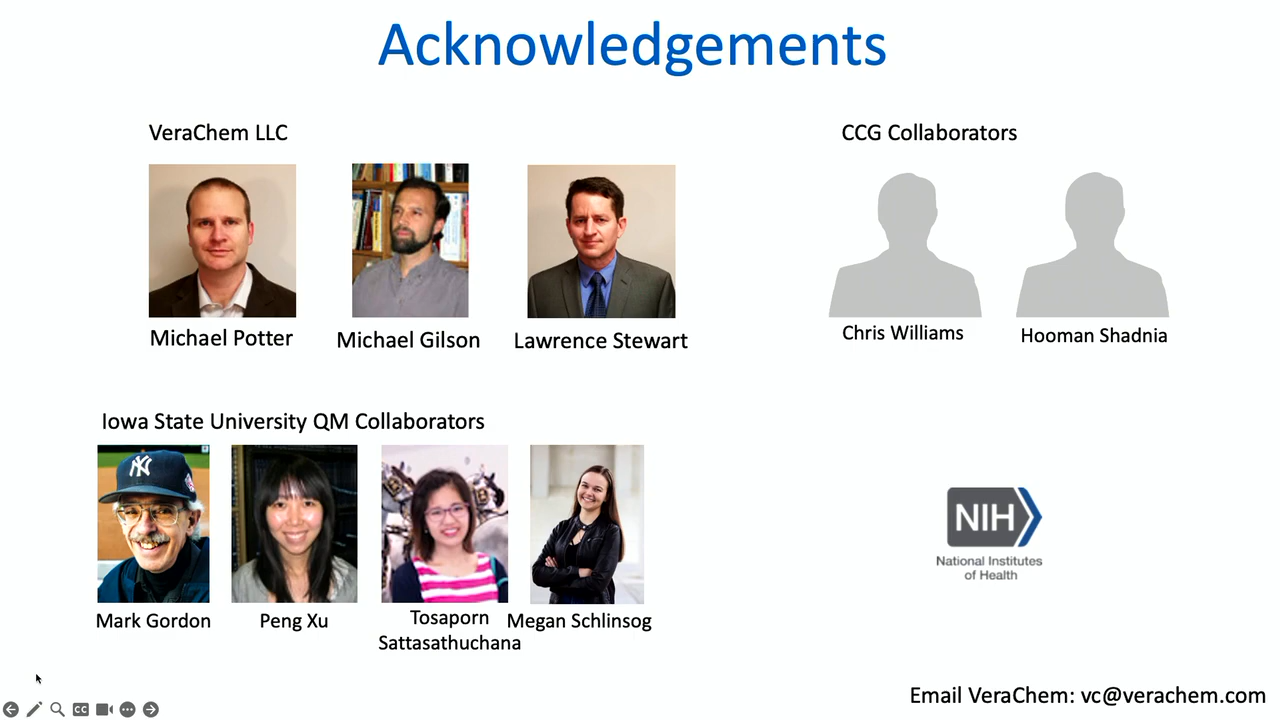 Acknowledgements
VeraChem LLC
Michael Potter
Michael Gilson
Lawrence Stewart
CCG Collaborators
Chris Williams
Hooman Shadnia
Iowa State University QM Collaborators
NY
Mark Gordon
Peng Xu
Tosaporn
Sattasathuchana
Megan Schlinsog
NIH
National Institutes
of Health
CC
Email VeraChem: vc@verachem.com